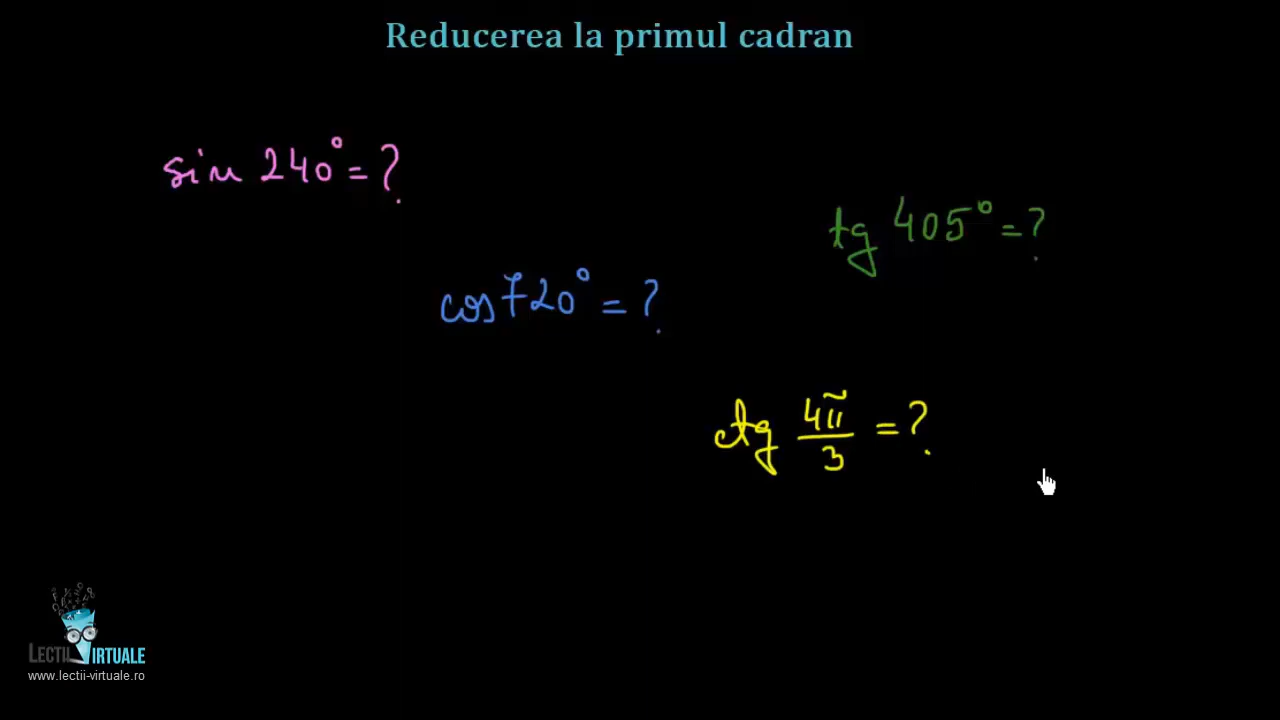 Reducerea la primul cadran
sin 240° = ?
tg 405° = ?
cos 720° = ?
ctg 4π/3 = ?
LECTII VIRTUALE
www.lectii-virtuale.ro